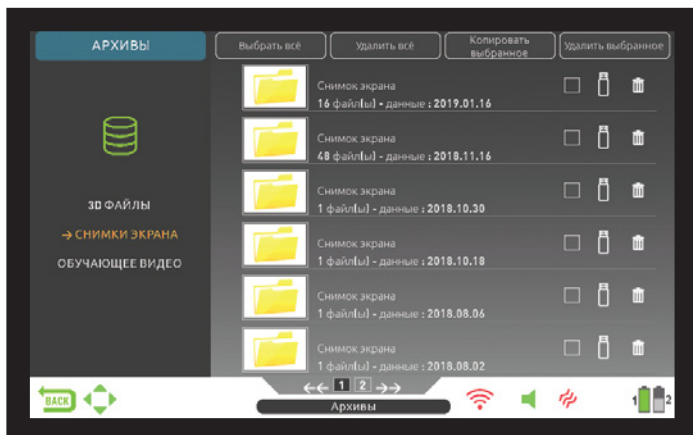 АРХИВЫ
Выбрать всё
Удалить всё
Копировать
выбранное
Удалить выбранное
Снимок экрана
16 файл(ы) - данные : 2019.01.16
Снимок экрана
48 файл(ы) - данные : 2018.11.16
Снимок экрана
1 файл(ы) - данные : 2018.10.30
Снимок экрана
1 файл(ы) - данные : 2018.10.18
Снимок экрана
1 файл(ы) - данные : 2018.08.06
Снимок экрана
1 файл(ы) - данные : 2018.08.02
3D ФАЙЛЫ
→ СНИМКИ ЭКРАНА
ОБУЧАЮЩЕЕ ВИДЕО
BACK
←← 1 2 →→
Архивы
1 2